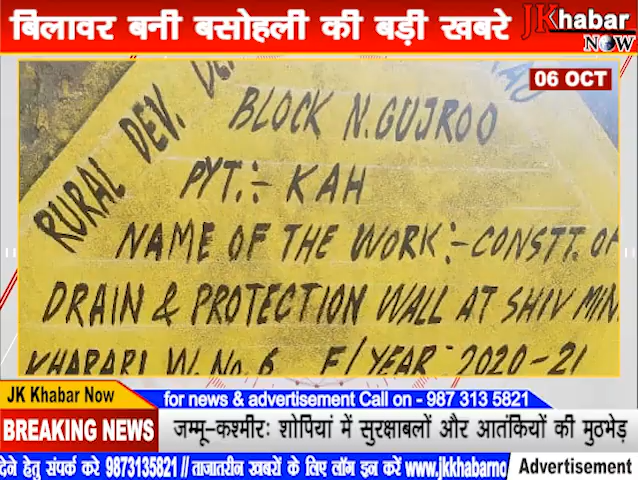 बिलावर बनी बसोहली की बड़ी खबरे
JKhabar
NOW
06 OCT
RURAL DEV.
BLOCK N.GUJROO
PYT.:- KAH
NAME OF THE WORK:-CONSTT. OF
DRAIN & PROTECTION WALL AT SHIV
KHARARI W. No. 6 F/YEAR- 2020-21
JK Khabar Now
for news & advertisement Call on - 987 313 5821
BREAKING NEWS
जम्मू-कश्मीर: शोपियां में सुरक्षाबलों और आतंकियों की मुठभेड़
देने हेतु संपर्क करे 9873135821 // ताजातरीन खबरों के लिए लॉग इन करें www.jkkhabarno
Advertisement